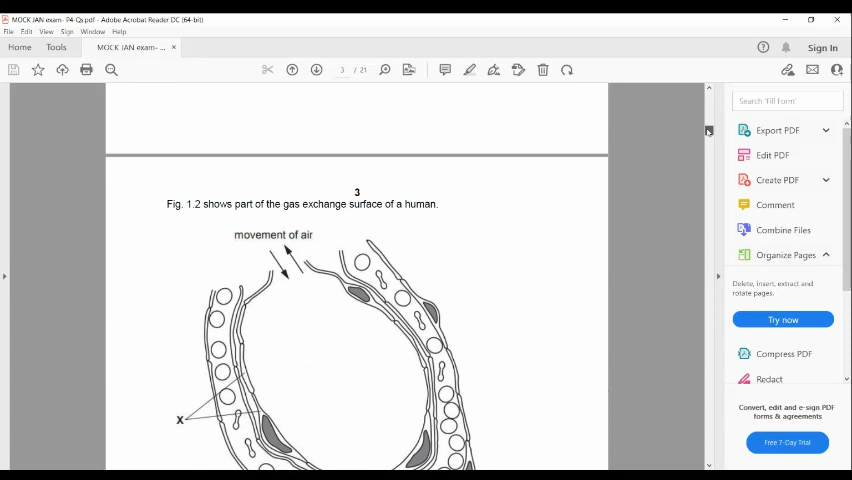 MOCK JAN exam- P4-Qs.pdf - Adobe Acrobat Reader DC (64-bit)
File Edit View Sign Window Help
Home Tools MOCK JAN exam- ... × Sign In
3 / 21
Search 'Fill Form'
Export PDF
Edit PDF
Create PDF
Comment
Combine Files
Organize Pages
Delete, insert, extract and
rotate pages.
Try now
Compress PDF
Redact
Convert, edit and e-sign PDF
forms & agreements
Free 7-Day Trial
3
Fig. 1.2 shows part of the gas exchange surface of a human.
movement of air
X